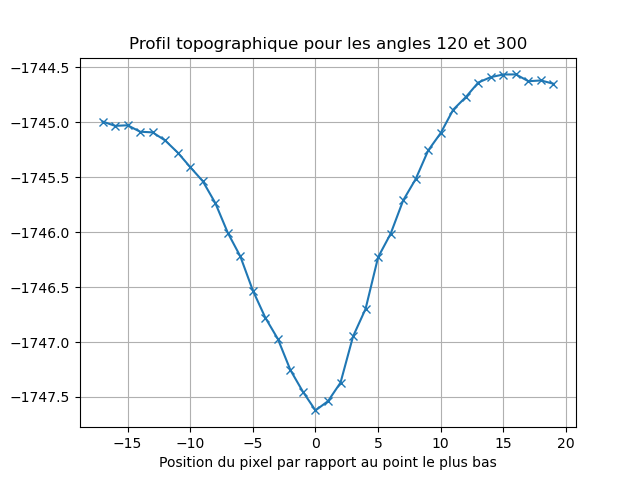 Profil topographique pour les angles 120 et 300
−1744.5
−1745.0
−1745.5
−1746.0
−1746.5
−1747.0
−1747.5
−15 −10 −5 0 5 10 15 20
Position du pixel par rapport au point le plus bas